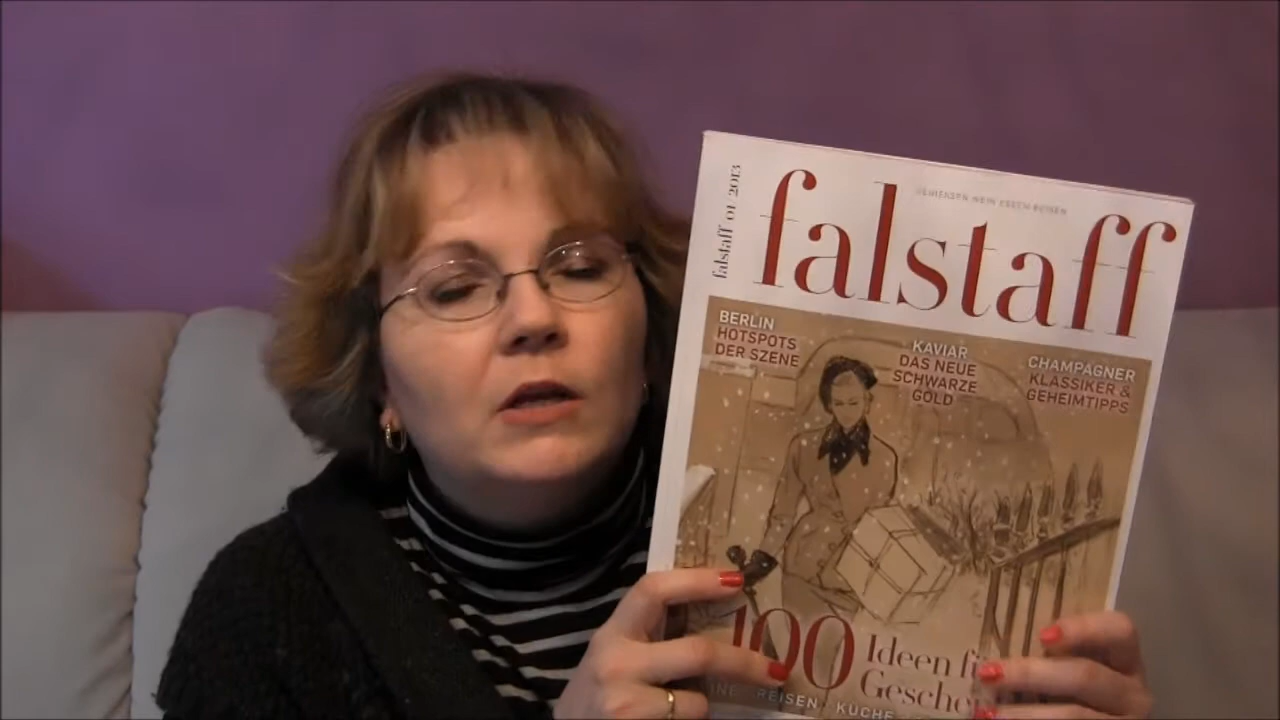 falstaff 01/2013
GENIESSEN WEIN ESSEN REISEN
falstaff
BERLIN
HOTSPOTS
DER SZENE
KAVIAR
DAS NEUE
SCHWARZE
GOLD
CHAMPAGNER
KLASSIKER &
GEHEIMTIPPS
100 Ideen
REISEN KÜCHE